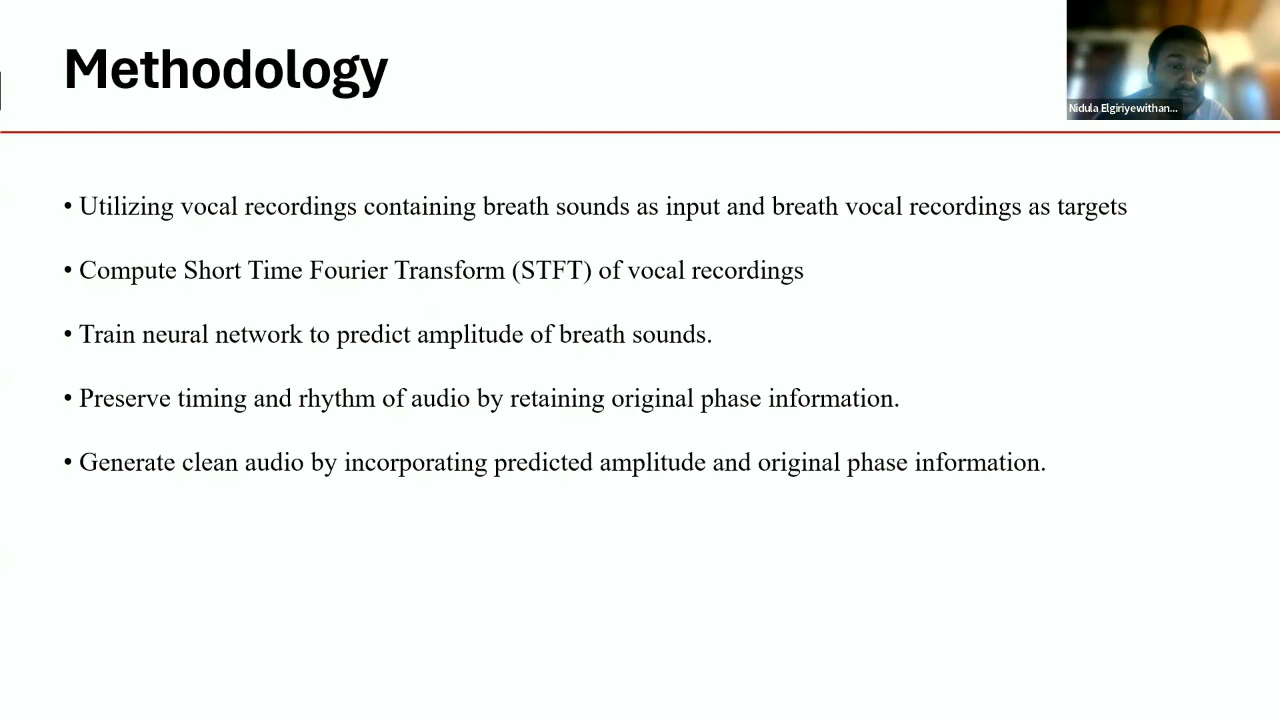 Methodology
Nidula Elgiriyewithan...
• Utilizing vocal recordings containing breath sounds as input and breath vocal recordings as targets
• Compute Short Time Fourier Transform (STFT) of vocal recordings
• Train neural network to predict amplitude of breath sounds.
• Preserve timing and rhythm of audio by retaining original phase information.
• Generate clean audio by incorporating predicted amplitude and original phase information.